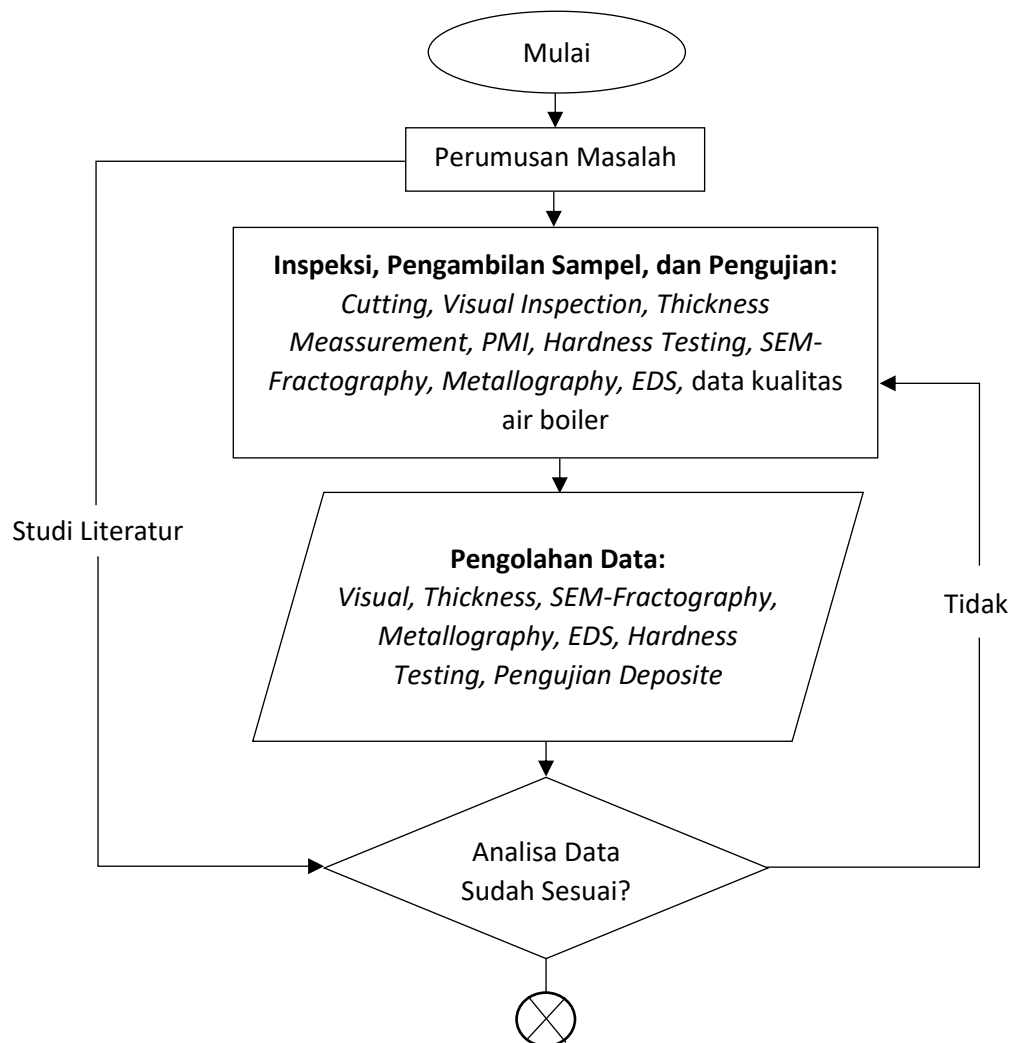 Mulai
Perumusan Masalah
Inspeksi, Pengambilan Sampel, dan Pengujian:
Cutting, Visual Inspection, Thickness
Meassurement, PMI, Hardness Testing, SEM-
Fractography, Metallography, EDS, data kualitas
air boiler
Studi Literatur
Pengolahan Data:
Visual, Thickness, SEM-Fractography,
Metallography, EDS, Hardness
Testing, Pengujian Deposite
Tidak
Analisa Data
Sudah Sesuai?